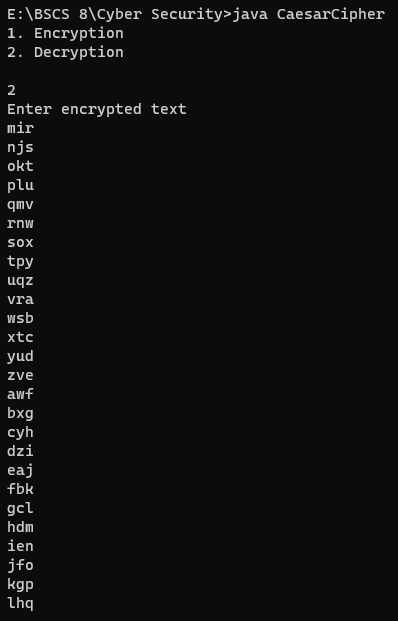 E:\BSCS 8\Cyber Security>java CaesarCipher
1. Encryption
2. Decryption

2
Enter encrypted text
mir
njs
okt
plu
qmv
rnw
sox
tpy
uqz
vra
wsb
xtc
yud
zve
awf
bxg
cyh
dzi
eaj
fbk
gcl
hdm
ien
jfo
kgp
lhq